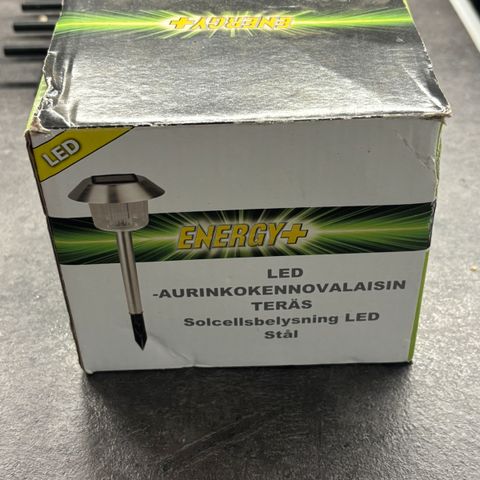 ENERGY+
LED
ENERGY+
LED
-AURINKOKENNOVALAISIN
TERÄS
Solcellsbelysning LED
Stål